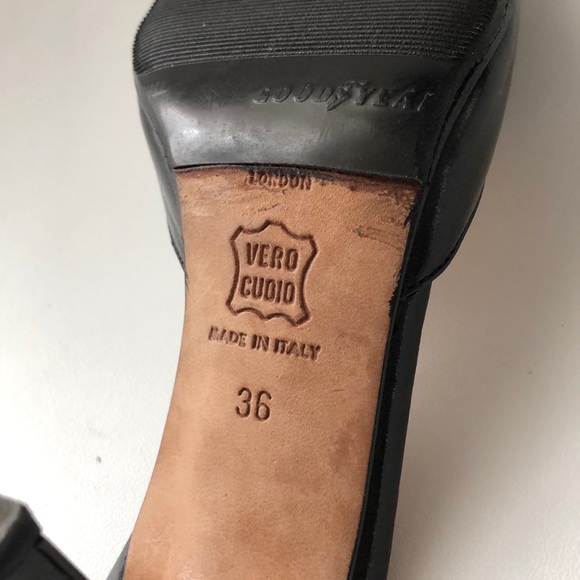 GOODYEAR
LONDON
VERO
CUOIO
MADE IN ITALY
36